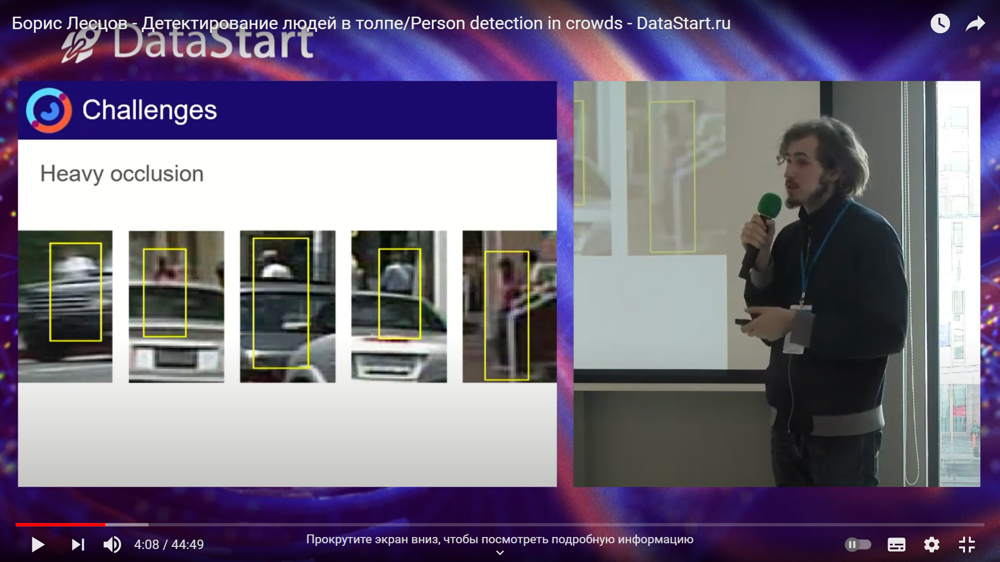 Борис Лесцов - Детектирование людей в толпе/Person detection in crowds - DataStart.ru
DataStart
Challenges
Heavy occlusion
4:08 / 44:49
Прокрутите экран вниз, чтобы посмотреть подробную информацию